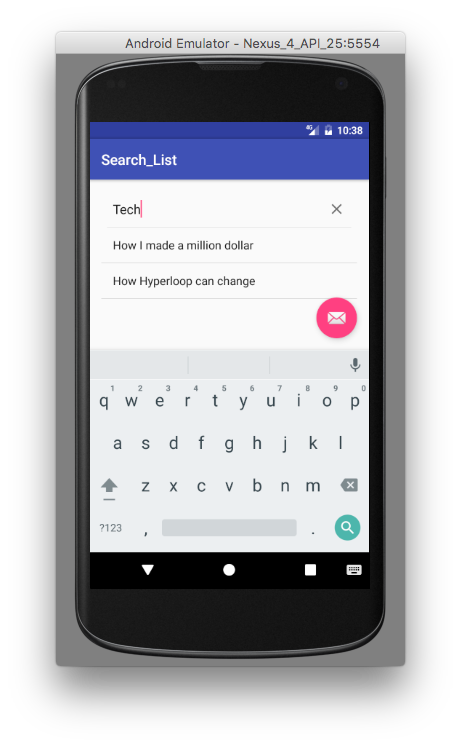 Android Emulator - Nexus_4_API_25:5554
4G 10:38
Search_List
Tech
How I made a million dollar
How Hyperloop can change
1 2 3 4 5 6 7 8 9 0
q w e r t y u i o p
a s d f g h j k l
z x c v b n m
?123 , .